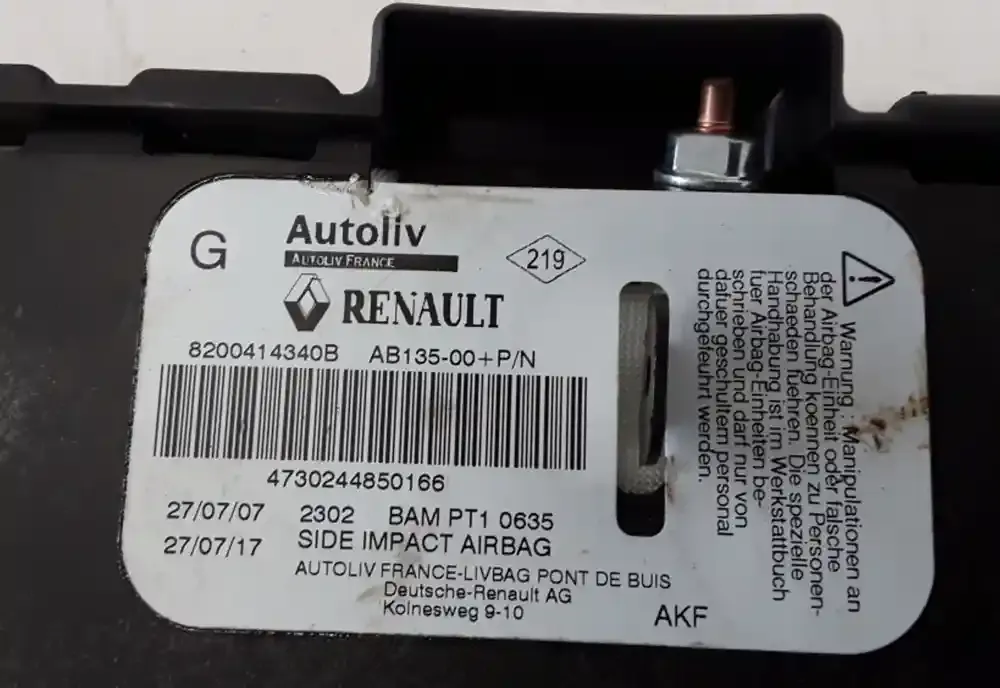 G
Autoliv
AUTOLIV FRANCE
219
RENAULT
8200414340B AB135-00+P/N
4730244850166
27/07/07 2302 BAM PT1 0635
27/07/17 SIDE IMPACT AIRBAG
AUTOLIV FRANCE-LIVBAG PONT DE BUIS
Deutsche-Renault AG
Kolnesweg 9-10
AKF
! Warnung : Manipulationen an
der Airbag-Einheit oder falsche
Behandlung koennen zu Personen-
schaeden fuehren. Die spezielle
Handhabung ist im Werkstattbuch
fuer Airbag-Einheiten be-
schrieben und darf nur von
dafuer geschultem personal
durchgefuehrt werden.